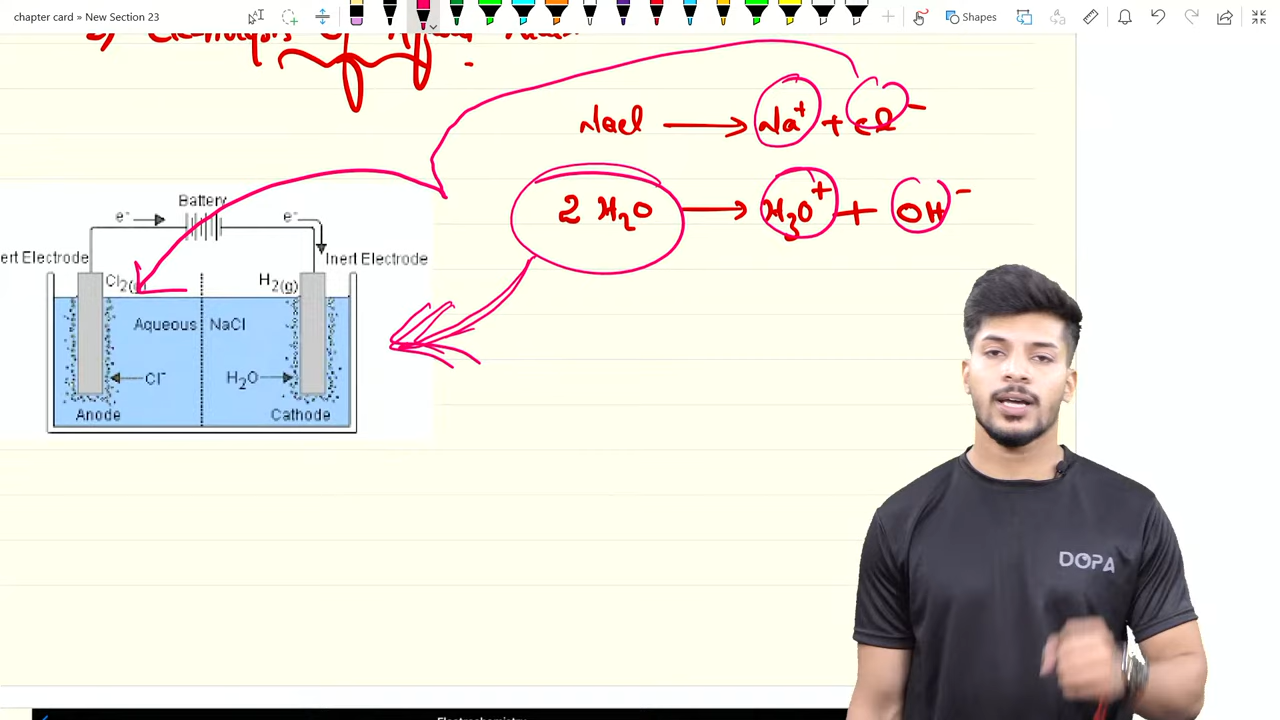 chapter card » New Section 23
Shapes
NaCl → Na⁺ + Cl⁻
2 H₂O → H₃O⁺ + OH⁻
Battery
e⁻ e⁻
ert Electrode Inert Electrode
Cl₂(g) H₂(g)
Aqueous NaCl
Cl⁻ H₂O
Anode Cathode
DOPA
Electrochemistry